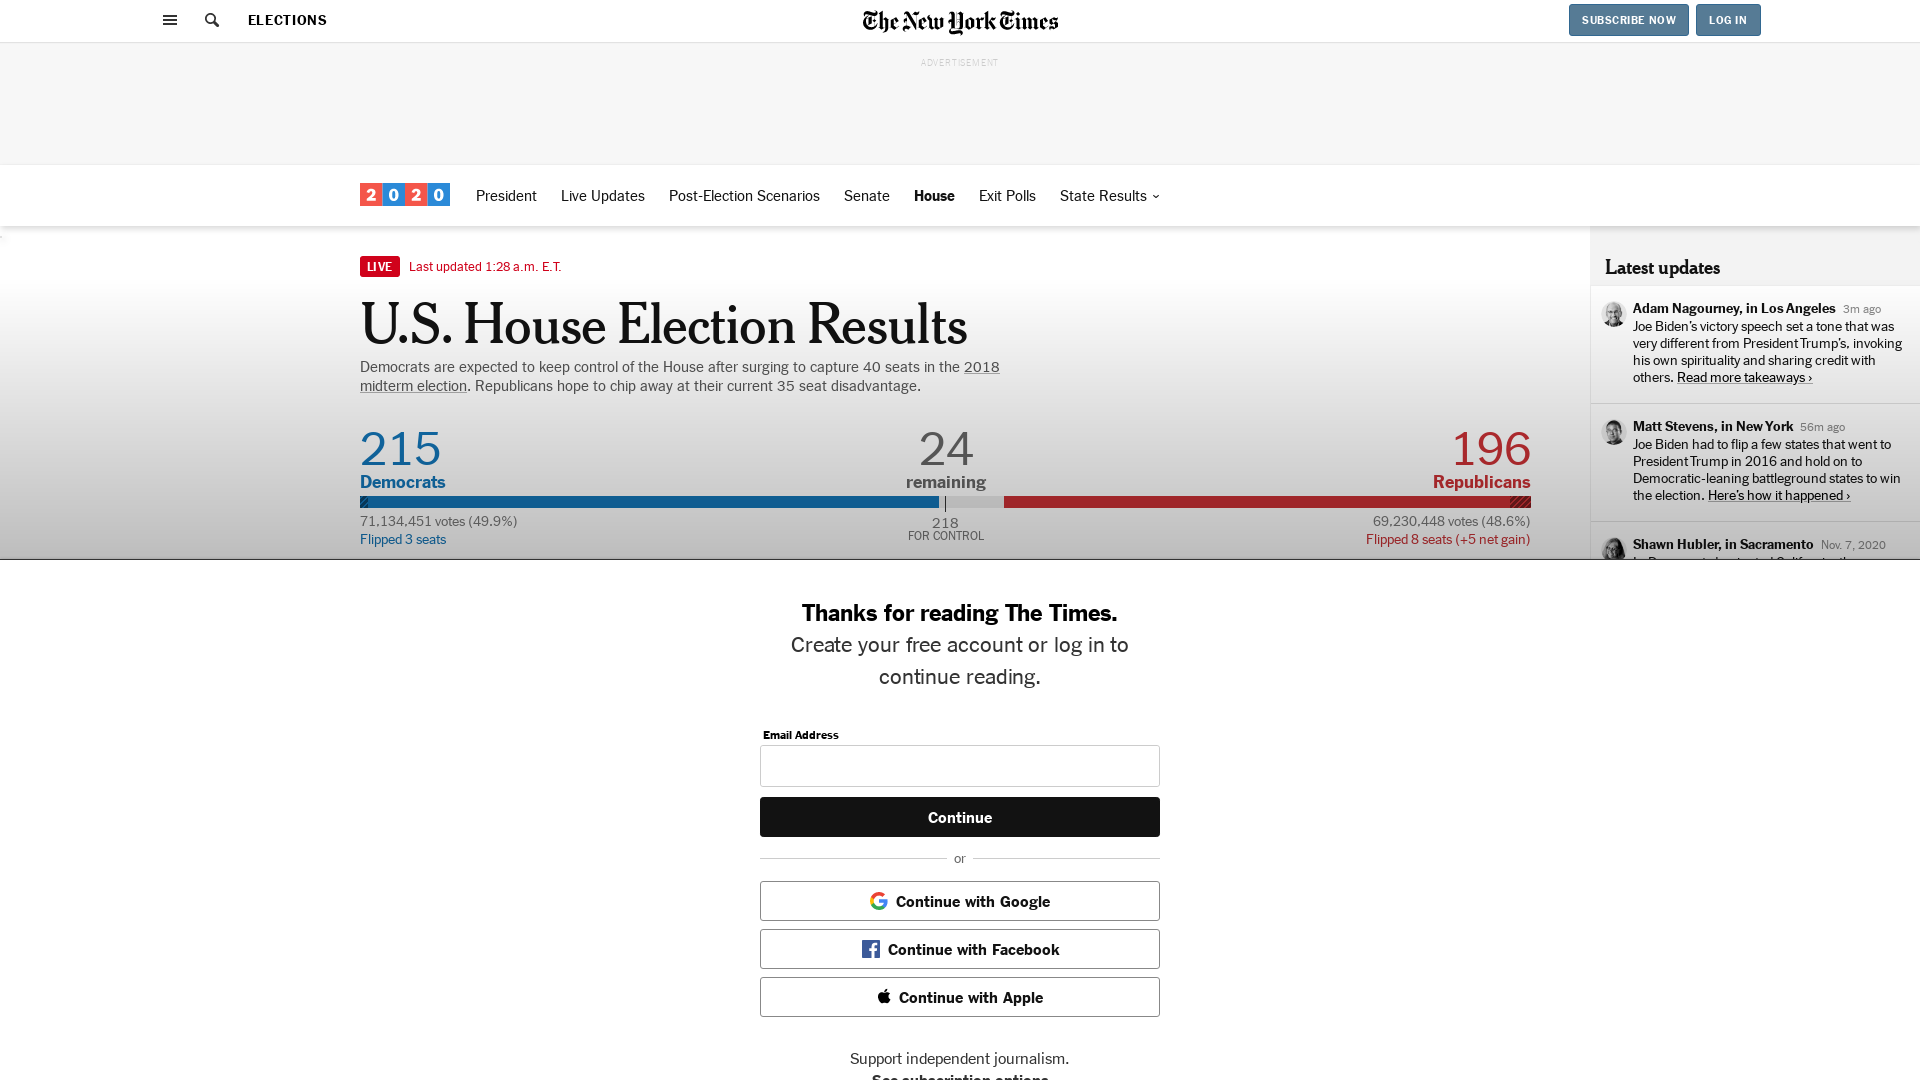 ELECTIONS
The New York Times
SUBSCRIBE NOW
LOG IN
ADVERTISEMENT
2020
President
Live Updates
Post-Election Scenarios
Senate
House
Exit Polls
State Results
LIVE
Last updated 1:28 a.m. E.T.
U.S. House Election Results
Democrats are expected to keep control of the House after surging to capture 40 seats in the 2018
midterm election. Republicans hope to chip away at their current 35 seat disadvantage.
215
Democrats
24
remaining
196
Republicans
71,134,451 votes (49.9%)
Flipped 3 seats
218
FOR CONTROL
69,230,448 votes (48.6%)
Flipped 8 seats (+5 net gain)
Latest updates
Adam Nagourney, in Los Angeles 3m ago
Joe Biden’s victory speech set a tone that was
very different from President Trump’s, invoking
his own spirituality and sharing credit with
others. Read more takeaways ›
Matt Stevens, in New York 56m ago
Joe Biden had to flip a few states that went to
President Trump in 2016 and hold on to
Democratic-leaning battleground states to win
the election. Here’s how it happened ›
Shawn Hubler, in Sacramento Nov. 7, 2020
Thanks for reading The Times.
Create your free account or log in to
continue reading.
Email Address
Continue
or
Continue with Google
Continue with Facebook
Continue with Apple
Support independent journalism.
See subscription options